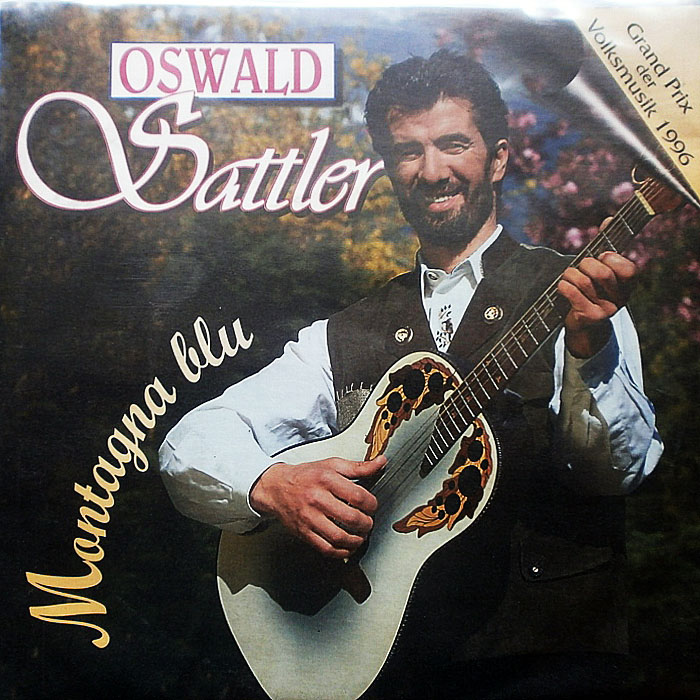 OSWALD
Sattler
Grand Prix
der
Volksmusik 1996
Montagna blu